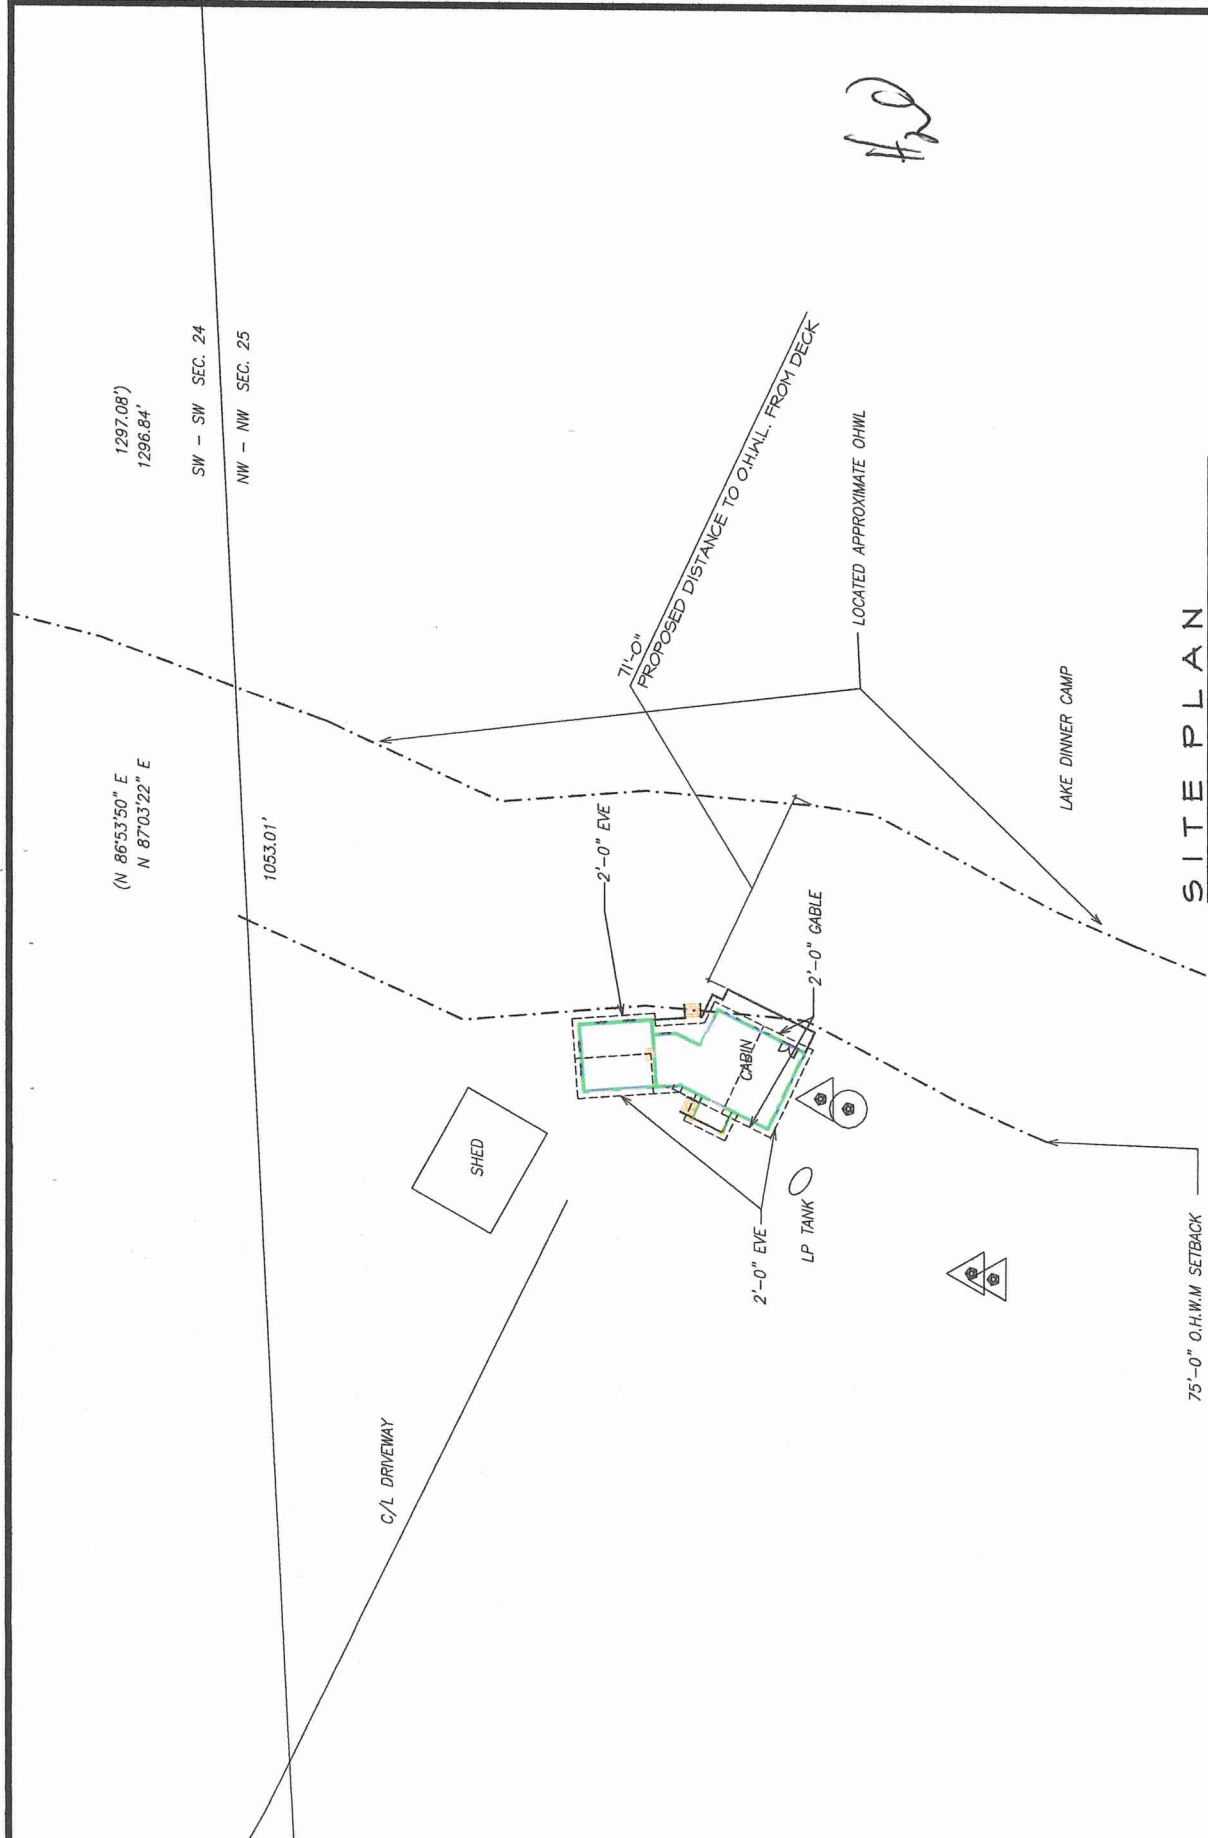 (N 86°53'50" E
N 87°03'22" E
1297.08')
1296.84'
SW - SW SEC. 24
NW - NW SEC. 25
1053.01'
H2O
C/L DRIVEWAY
SHED
2'-0" EVE
71'-0"
PROPOSED DISTANCE TO O.H.W.L. FROM DECK
CABIN
2'-0" GABLE
LOCATED APPROXIMATE OHWL
2'-0" EVE
LP TANK
LAKE DINNER CAMP
75'-0" O.H.W.M SETBACK
SITE PLAN